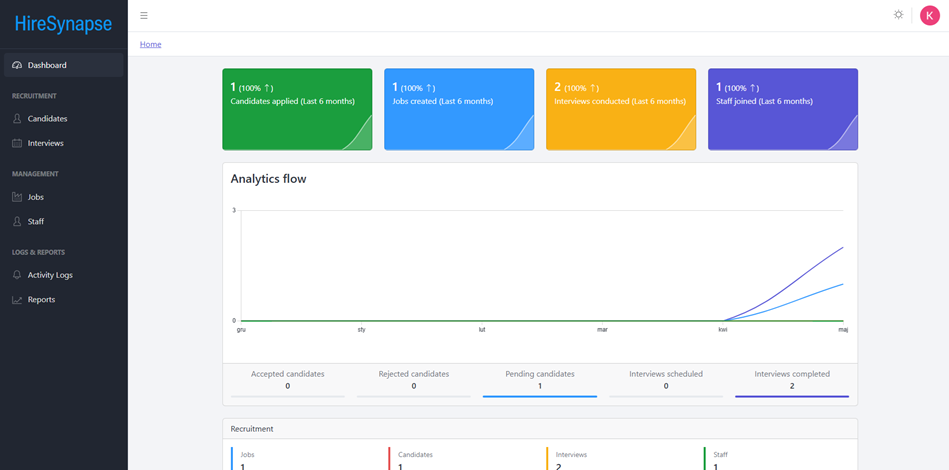 HireSynapse
K
Home
Dashboard
RECRUITMENT
Candidates
Interviews
MANAGEMENT
Jobs
Staff
LOGS & REPORTS
Activity Logs
Reports
1 (100% ↑)
Candidates applied (Last 6 months)
1 (100% ↑)
Jobs created (Last 6 months)
2 (100% ↑)
Interviews conducted (Last 6 months)
1 (100% ↑)
Staff joined (Last 6 months)
Analytics flow
3
0
gru sty lut mar kwi maj
Accepted candidates
0
Rejected candidates
0
Pending candidates
1
Interviews scheduled
0
Interviews completed
2
Recruitment
Jobs
1
Candidates
1
Interviews
2
Staff
1